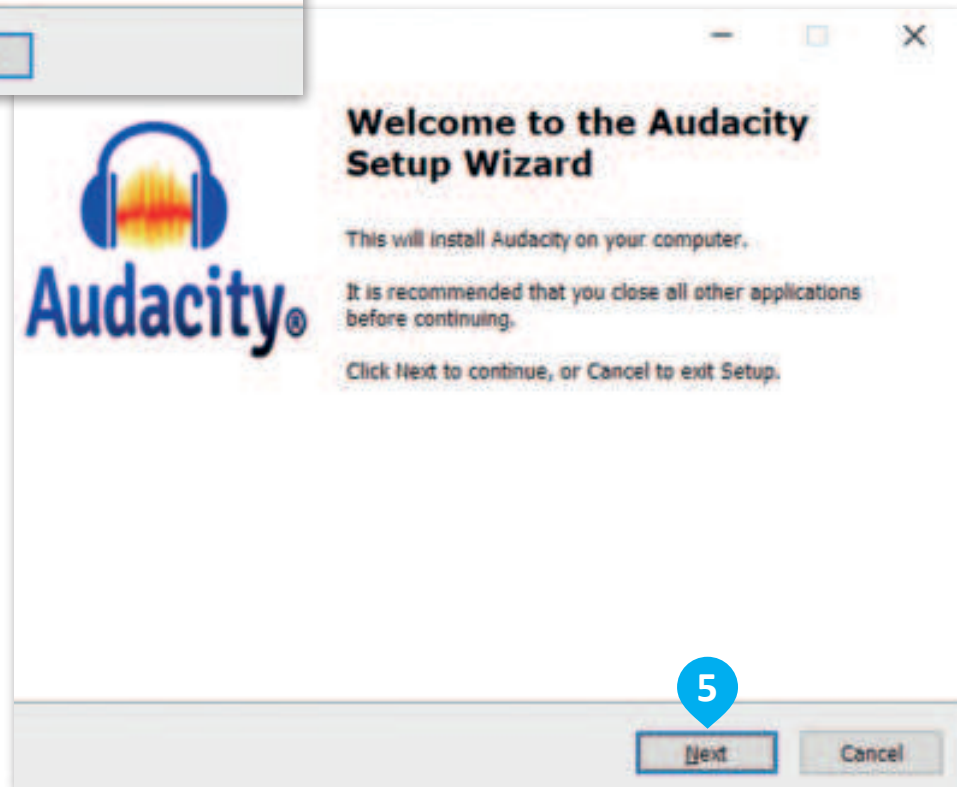 Welcome to the Audacity
Setup Wizard
This will install Audacity on your computer.
It is recommended that you close all other applications
before continuing.
Click Next to continue, or Cancel to exit Setup.
Audacity®
5
Next
Cancel